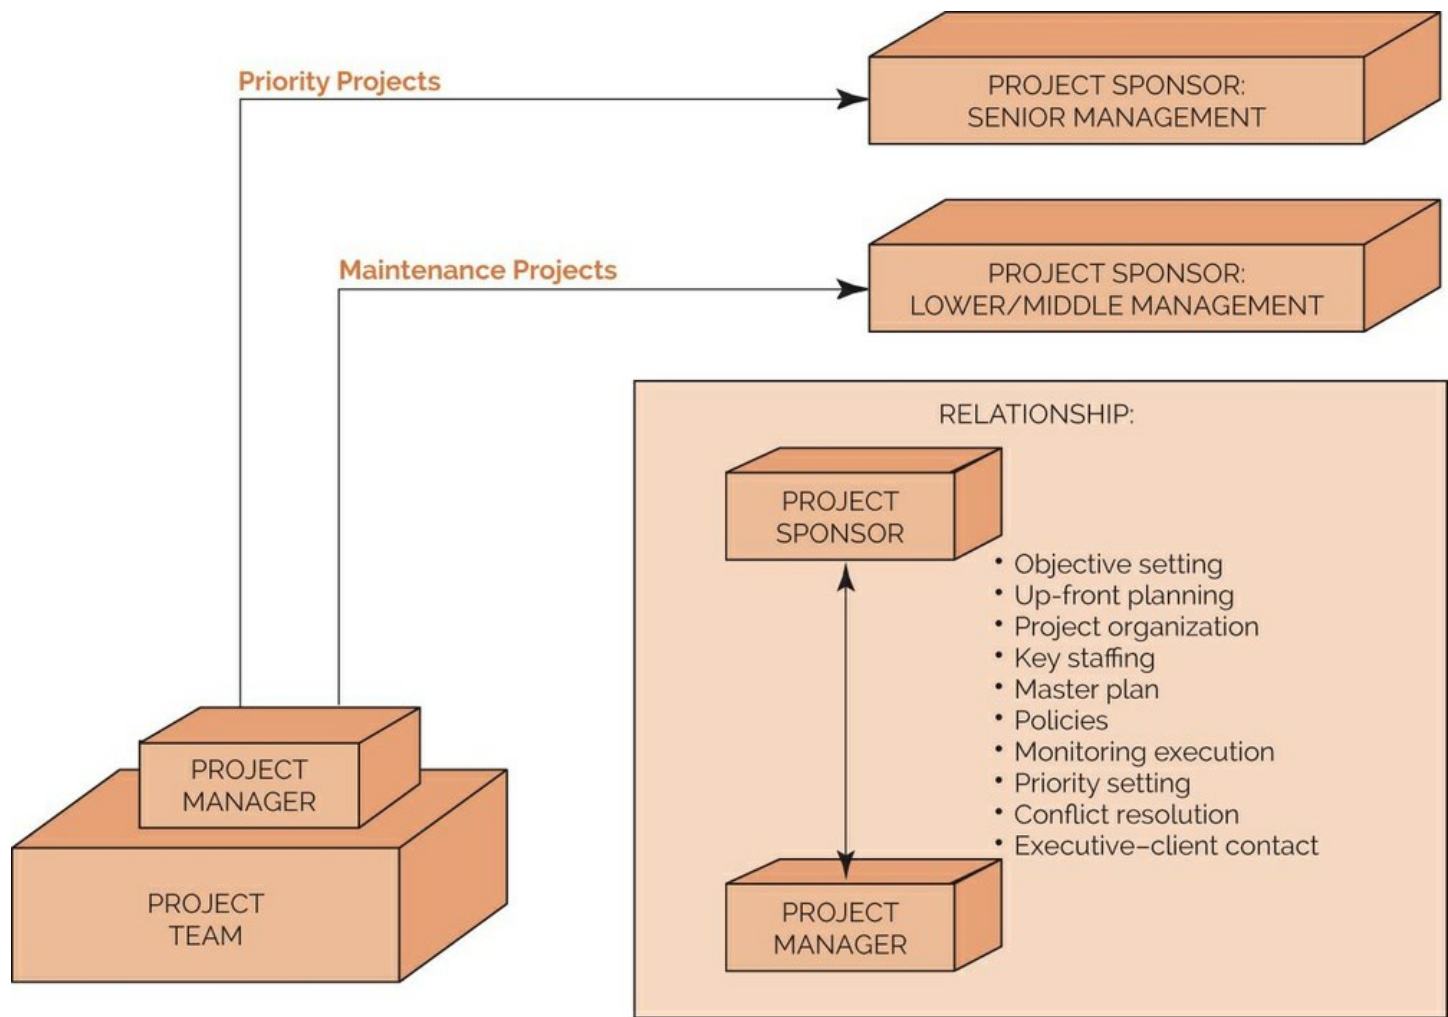 Priority Projects
PROJECT SPONSOR:
SENIOR MANAGEMENT
Maintenance Projects
PROJECT SPONSOR:
LOWER/MIDDLE MANAGEMENT
PROJECT
MANAGER
PROJECT
TEAM
RELATIONSHIP:
PROJECT
SPONSOR
• Objective setting
• Up-front planning
• Project organization
• Key staffing
• Master plan
• Policies
• Monitoring execution
• Priority setting
• Conflict resolution
• Executive–client contact
PROJECT
MANAGER